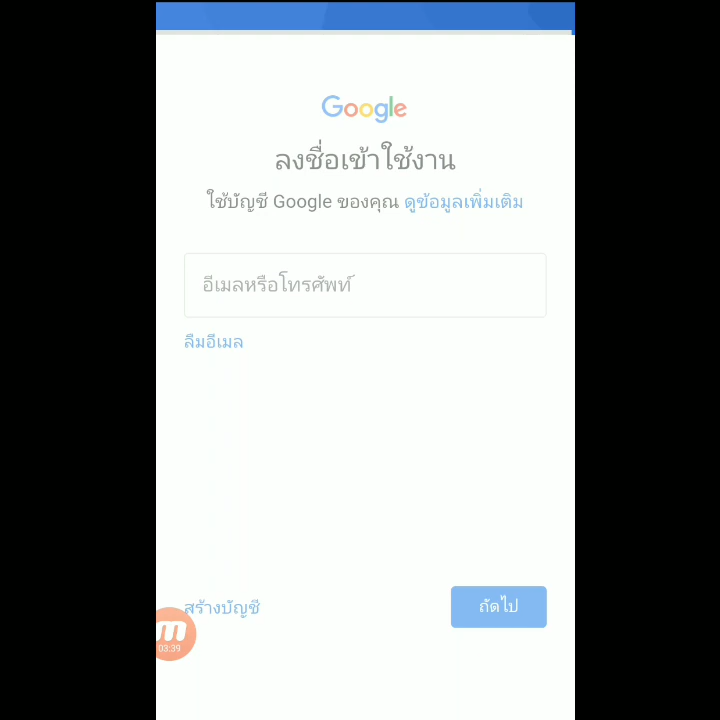 Google
ลงชื่อเข้าใช้งาน
ใช้บัญชี Google ของคุณ ดูข้อมูลเพิ่มเติม
อีเมลหรือโทรศัพท์
ลืมอีเมล
สร้างบัญชี
ถัดไป
m
03:39